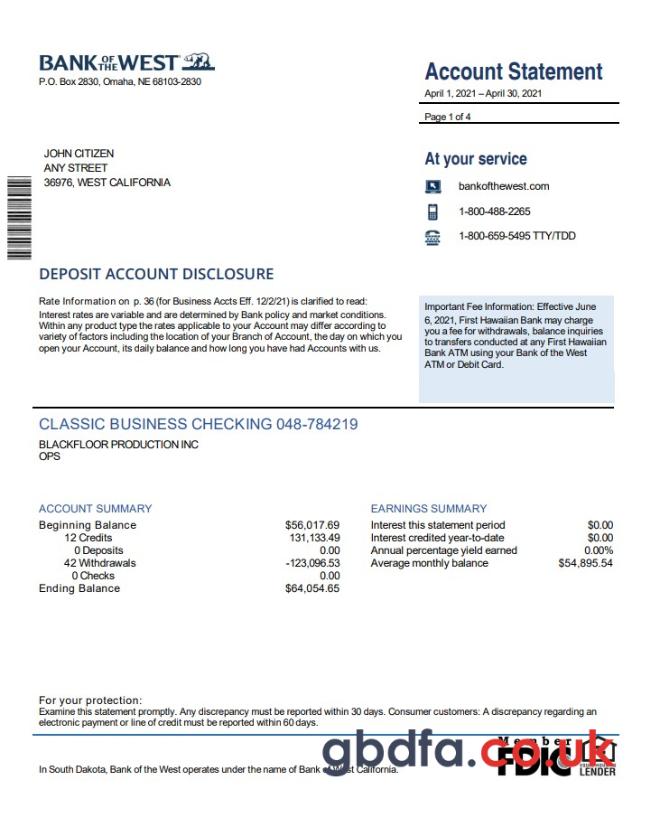 BANK OF THE WEST
P.O. Box 2830, Omaha, NE 68103-2830
Account Statement
April 1, 2021 – April 30, 2021
Page 1 of 4
JOHN CITIZEN
ANY STREET
36976, WEST CALIFORNIA
At your service
bankofthewest.com
1-800-488-2265
1-800-659-5495 TTY/TDD
DEPOSIT ACCOUNT DISCLOSURE
Rate Information on p. 36 (for Business Accts Eff. 12/2/21) is clarified to read:
Interest rates are variable and are determined by Bank policy and market conditions.
Within any product type the rates applicable to your Account may differ according to
variety of factors including the location of your Branch of Account, the day on which you
open your Account, its daily balance and how long you have had Accounts with us.
Important Fee Information: Effective June
6, 2021, First Hawaiian Bank may charge
you a fee for withdrawals, balance inquiries
to transfers conducted at any First Hawaiian
Bank ATM using your Bank of the West
ATM or Debit Card.
CLASSIC BUSINESS CHECKING 048-784219
BLACKFLOOR PRODUCTION INC
OPS
ACCOUNT SUMMARY
Beginning Balance $56,017.69
12 Credits 131,133.49
0 Deposits 0.00
42 Withdrawals -123,096.53
0 Checks 0.00
Ending Balance $64,054.65
EARNINGS SUMMARY
Interest this statement period $0.00
Interest credited year-to-date $0.00
Annual percentage yield earned 0.00%
Average monthly balance $54,895.54
For your protection:
Examine this statement promptly. Any discrepancy must be reported within 30 days. Consumer customers: A discrepancy regarding an
electronic payment or line of credit must be reported within 60 days.
In South Dakota, Bank of the West operates under the name of Bank of West California.
gbdfa.co.uk
Member
FDIC
LENDER